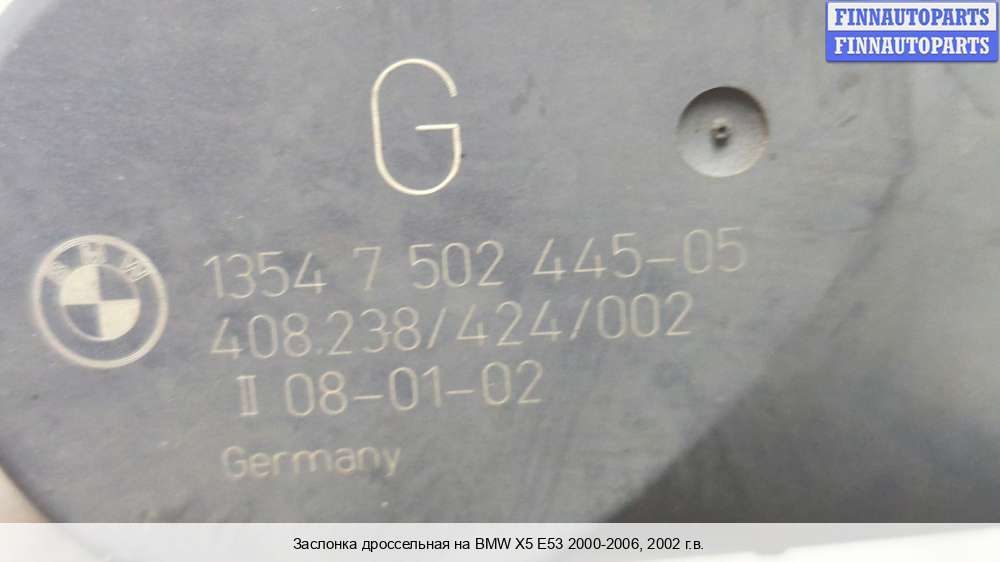 FINNAUTOPARTS
FINNAUTOPARTS
G
BMW
1354 7 502 445-05
408.238/424/002
II 08-01-02
Germany
Заслонка дроссельная на BMW X5 E53 2000-2006, 2002 г.в.